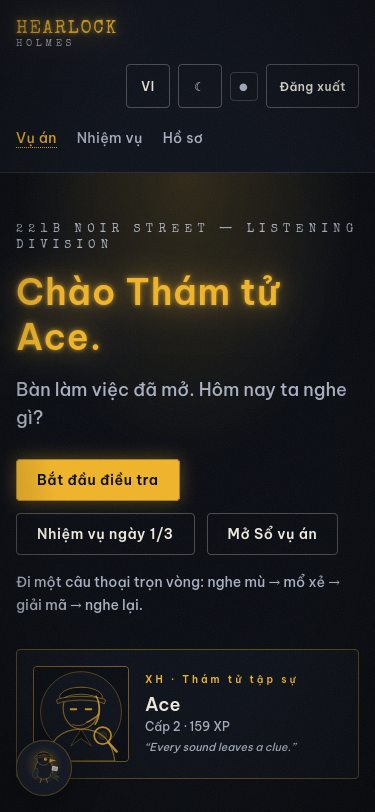 HEARLOCK
HOLMES
VI
Đăng xuất
Vụ án
Nhiệm vụ
Hồ sơ
221B NOIR STREET — LISTENING
DIVISION
Chào Thám tử
Ace.
Bàn làm việc đã mở. Hôm nay ta nghe
gì?
Bắt đầu điều tra
Nhiệm vụ ngày 1/3
Mở Sổ vụ án
Đi một câu thoại trọn vòng: nghe mù → mổ xẻ →
giải mã → nghe lại.
XH · Thám tử tập sự
Ace
Cấp 2 · 159 XP
“Every sound leaves a clue.”